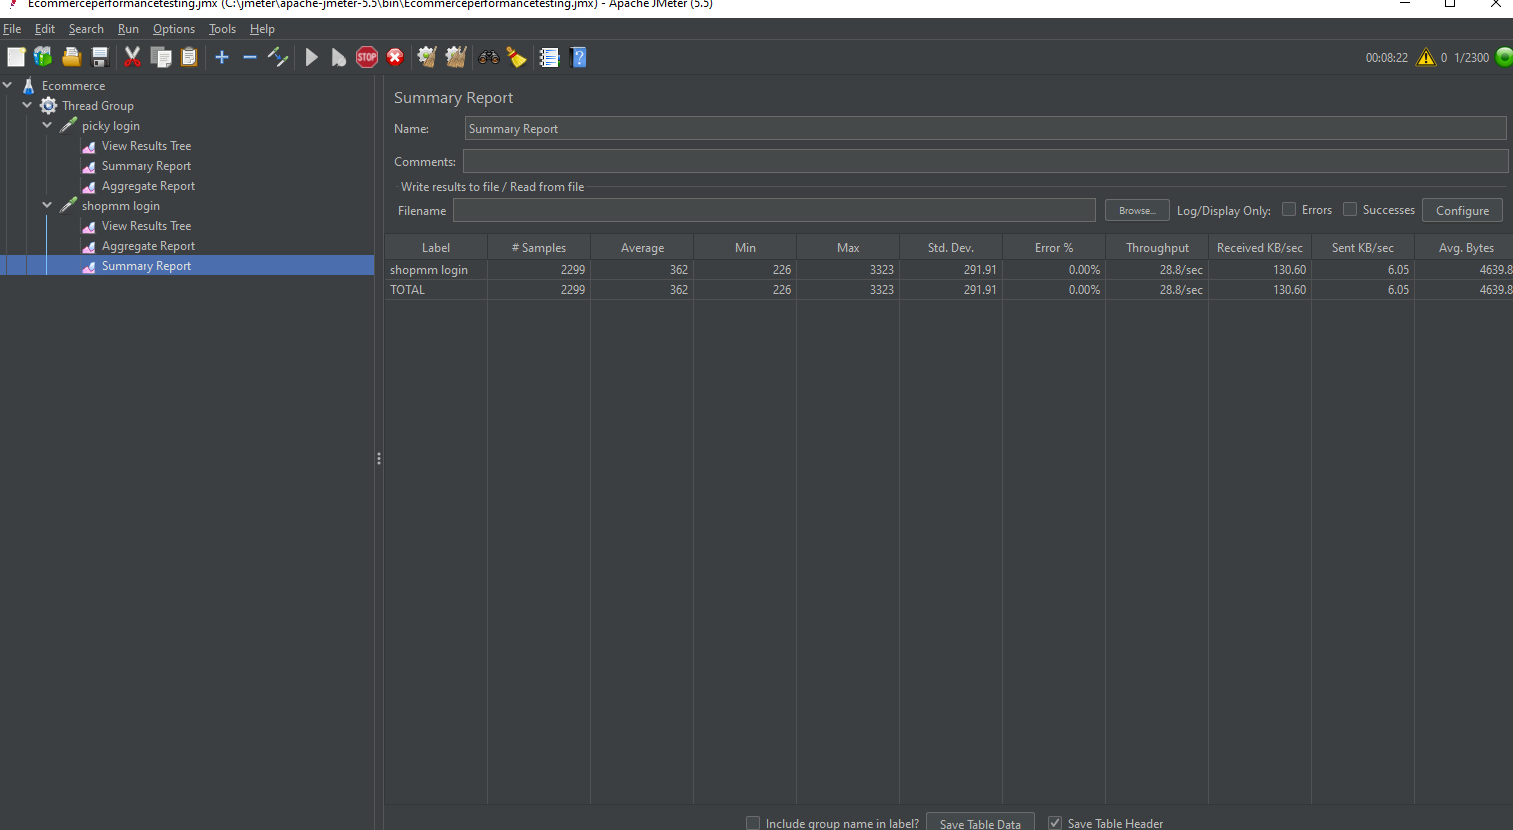 Ecommerceperformancetesting.jmx (C:\jmeter\apache-jmeter-5.5\bin\Ecommerceperformancetesting.jmx) - Apache JMeter (5.5)
File Edit Search Run Options Tools Help
STOP 00:08:22 0 1/2300
Ecommerce
Thread Group
picky login
View Results Tree
Summary Report
Aggregate Report
shopmm login
View Results Tree
Aggregate Report
Summary Report
Summary Report
Name: Summary Report
Comments:
Write results to file / Read from file
Filename Browse... Log/Display Only: Errors Successes Configure
Label # Samples Average Min Max Std. Dev. Error % Throughput Received KB/sec Sent KB/sec Avg. Bytes
shopmm login 2299 362 226 3323 291.91 0.00% 28.8/sec 130.60 6.05 4639.8
TOTAL 2299 362 226 3323 291.91 0.00% 28.8/sec 130.60 6.05 4639.8
Include group name in label? Save Table Data Save Table Header